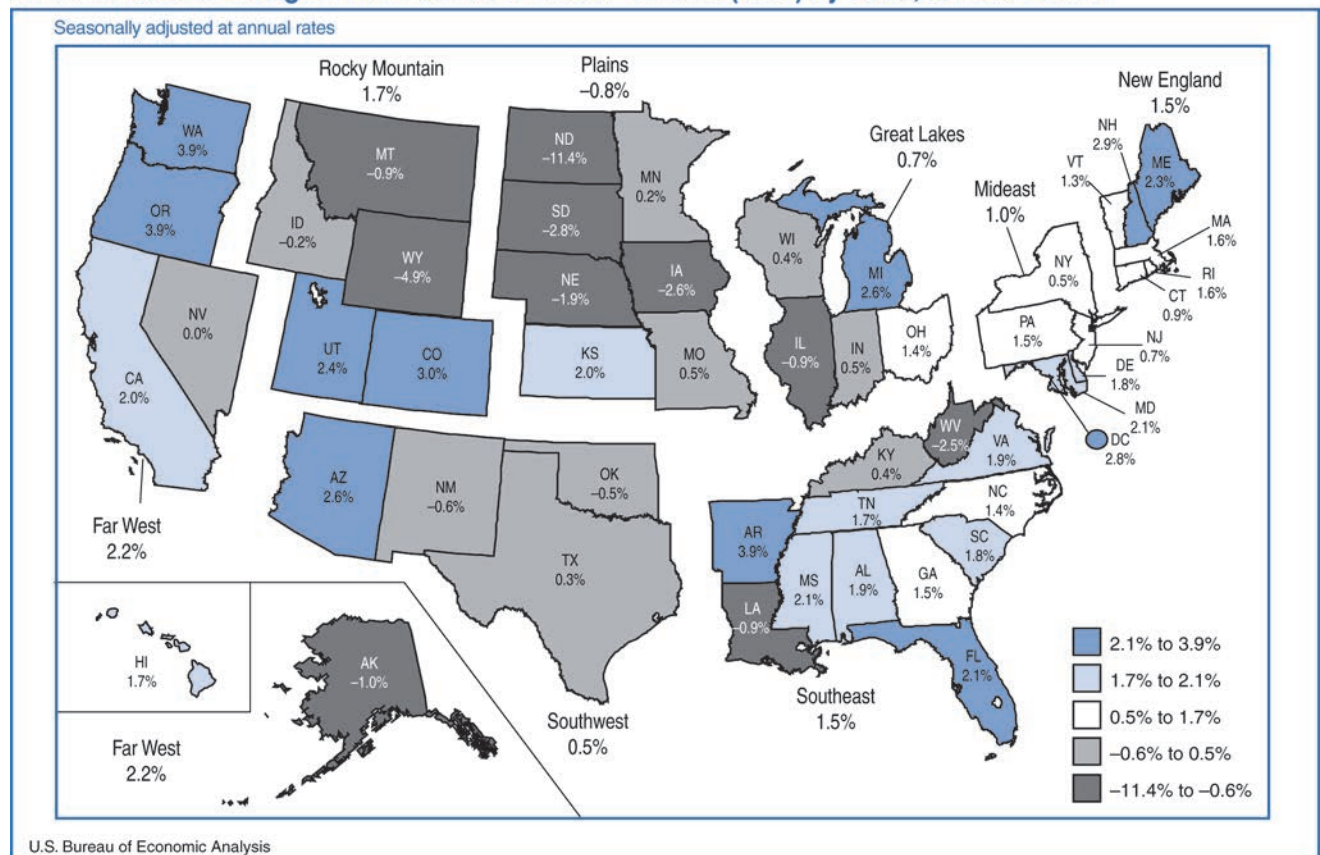 Seasonally adjusted at annual rates
Rocky Mountain
1.7%
Plains
–0.8%
New England
1.5%
Great Lakes
0.7%
Mideast
1.0%
WA
3.9%
OR
3.9%
CA
2.0%
NV
0.0%
ID
–0.2%
MT
–0.9%
WY
–4.9%
UT
2.4%
CO
3.0%
ND
–11.4%
SD
–2.8%
NE
–1.9%
KS
2.0%
MN
0.2%
IA
–2.6%
MO
0.5%
WI
0.4%
IL
–0.9%
IN
0.5%
MI
2.6%
OH
1.4%
NH
2.9%
VT
1.3%
ME
2.3%
MA
1.6%
RI
1.6%
CT
0.9%
NY
0.5%
PA
1.5%
NJ
0.7%
DE
1.8%
MD
2.1%
DC
2.8%
AZ
2.6%
NM
–0.6%
OK
–0.5%
TX
0.3%
AR
3.9%
LA
–0.9%
MS
2.1%
AL
1.9%
TN
1.7%
KY
0.4%
WV
–2.5%
VA
1.9%
NC
1.4%
SC
1.8%
GA
1.5%
FL
2.1%
Far West
2.2%
HI
1.7%
AK
–1.0%
Far West
2.2%
Southwest
0.5%
Southeast
1.5%
2.1% to 3.9%
1.7% to 2.1%
0.5% to 1.7%
–0.6% to 0.5%
–11.4% to –0.6%
U.S. Bureau of Economic Analysis